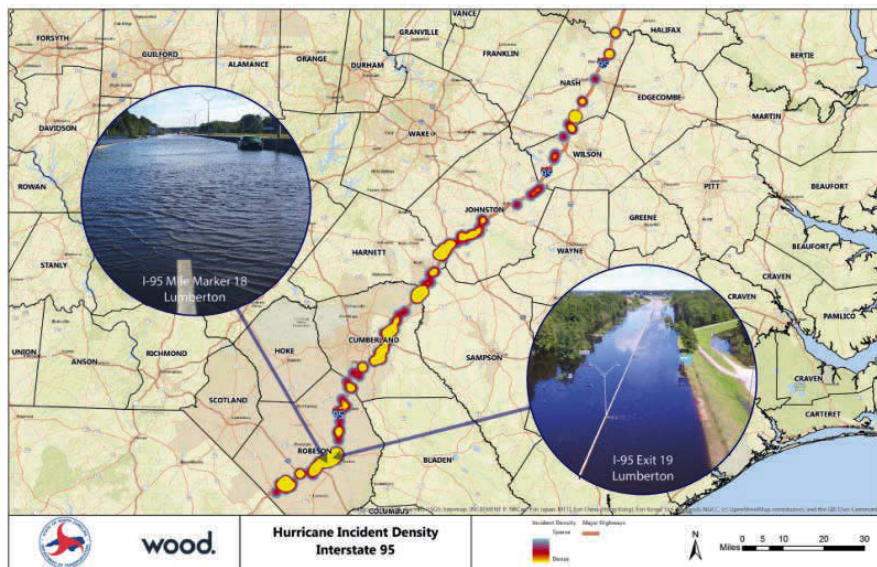 VANCE
HALIFAX
FORSYTH
GUILFORD
ALAMANCE
ORANGE
DURHAM
GRANVILLE
FRANKLIN
NASH
BERTIE
EDGECOMBE
MARTIN
DAVIDSON
WAKE
WILSON
ROWAN
JOHNSTON
PITT
BEAUFORT
GREENE
BEAUFORT
STANLY
HARNETT
WAYNE
CRAVEN
I-95 Mile Marker 18
Lumberton
CRAVEN
PAMLICO
HOKE
CUMBERLAND
UNION
ANSON
RICHMOND
SAMPSON
CRAVEN
SCOTLAND
CARTERET
95
I-95 Exit 19
Lumberton
ROBESON
BLADEN
COLUMBUS
wood.
Hurricane Incident Density
Interstate 95
Incident Density
Sparse
Dense
Major Highways
N
Miles
0 5 10 20 30